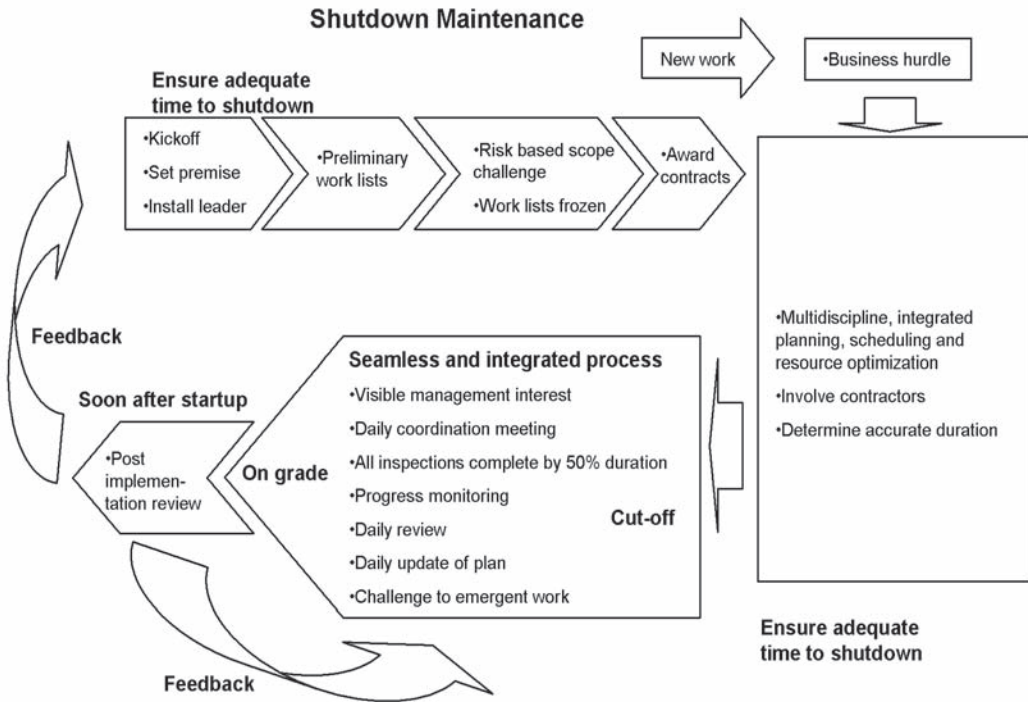 Shutdown Maintenance
New work
•Business hurdle
Ensure adequate
time to shutdown
•Kickoff
•Set premise
•Install leader
•Preliminary
work lists
•Risk based scope
challenge
•Work lists frozen
•Award
contracts
•Multidiscipline, integrated
planning, scheduling and
resource optimization
•Involve contractors
•Determine accurate duration
Ensure adequate
time to shutdown
Seamless and integrated process
•Visible management interest
•Daily coordination meeting
•All inspections complete by 50% duration
•Progress monitoring
•Daily review
•Daily update of plan
•Challenge to emergent work
Cut-off
On grade
Soon after startup
•Post
implemen-
tation review
Feedback
Feedback